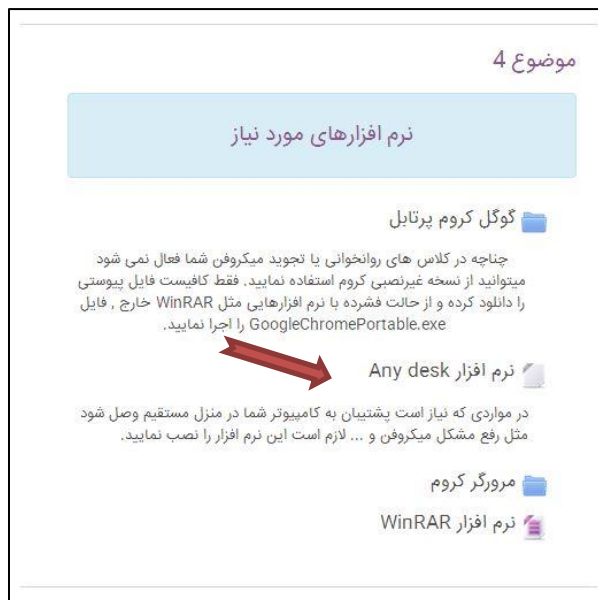 موضوع 4
نرم افزارهای مورد نیاز
گوگل کروم پرتابل
چناچه در کلاس های روانخوانی یا تجوید میکروفن شما فعال نمی شود
میتوانید از نسخه غیرنصبی کروم استفاده نمایید. فقط کافیست فایل پیوستی
را دانلود کرده و از حالت فشرده با نرم افزارهایی مثل WinRAR خارج , فایل
GoogleChromePortable.exe را اجرا نمایید.
نرم افزار Any desk
در مواردی که نیاز است پشتیبان به کامپیوتر شما در منزل مستقیم وصل شود
مثل رفع مشکل میکروفن و ... لازم است این نرم افزار را نصب نمایید.
مرورگر کروم
نرم افزار WinRAR